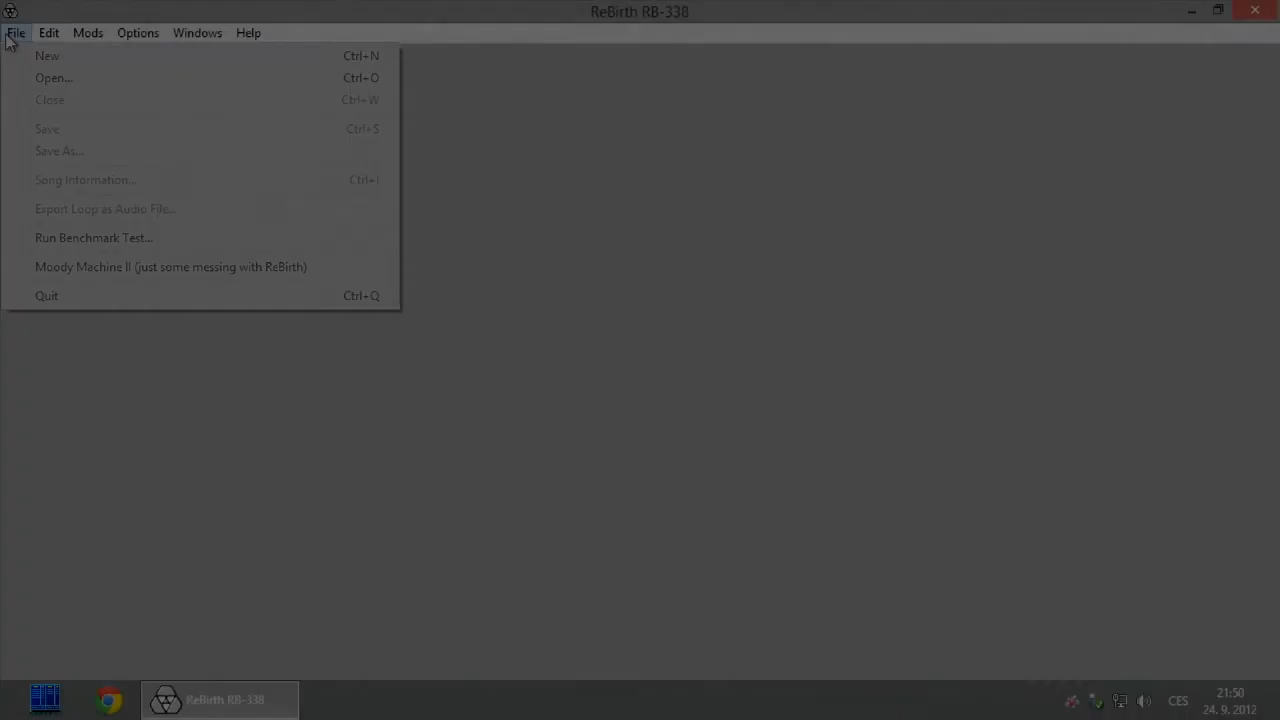 ReBirth RB-338
File Edit Mods Options Windows Help
New Ctrl+N
Open... Ctrl+O
Close Ctrl+W
Save Ctrl+S
Save As...
Song Information... Ctrl+I
Export Loop as Audio File...
Run Benchmark Test...
Moody Machine II (just some messing with ReBirth)
Quit Ctrl+Q
ReBirth RB-338
CES
21:50
24. 9. 2012